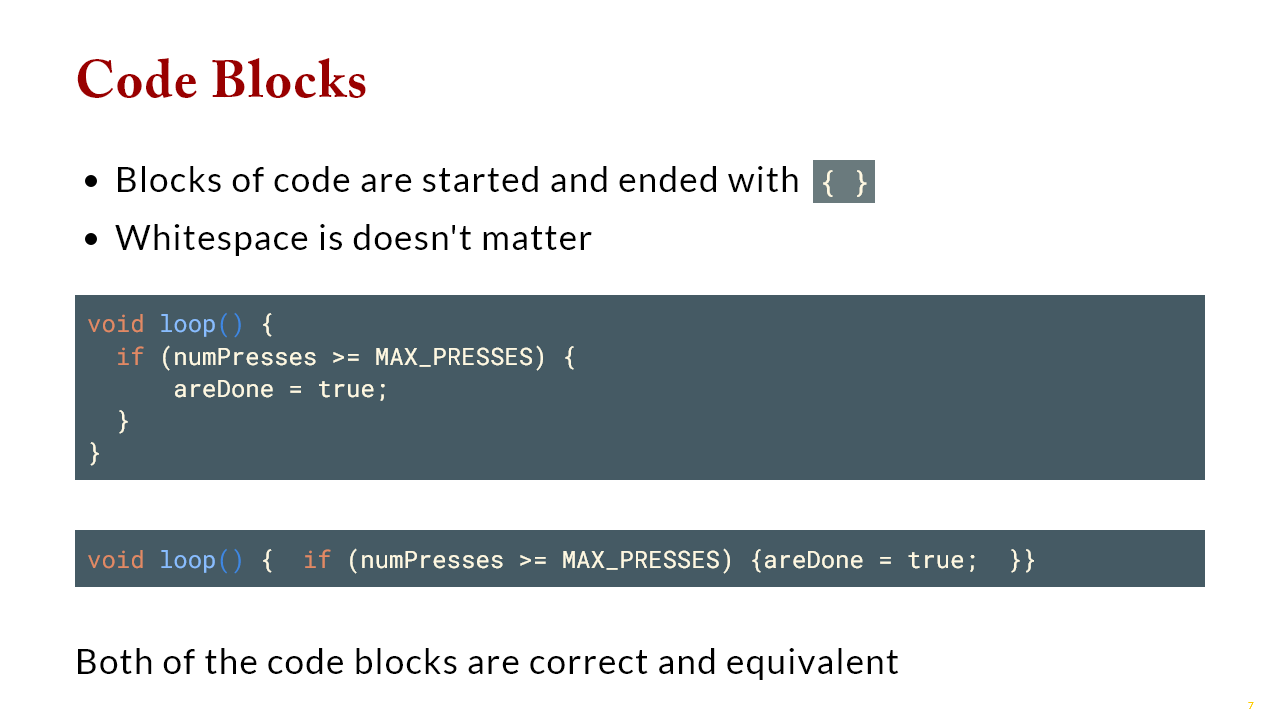 Code Blocks
• Blocks of code are started and ended with { }
• Whitespace is doesn't matter
void loop() {
  if (numPresses >= MAX_PRESSES) {
      areDone = true;
  }
}
void loop() {  if (numPresses >= MAX_PRESSES) {areDone = true;  }}
Both of the code blocks are correct and equivalent
7